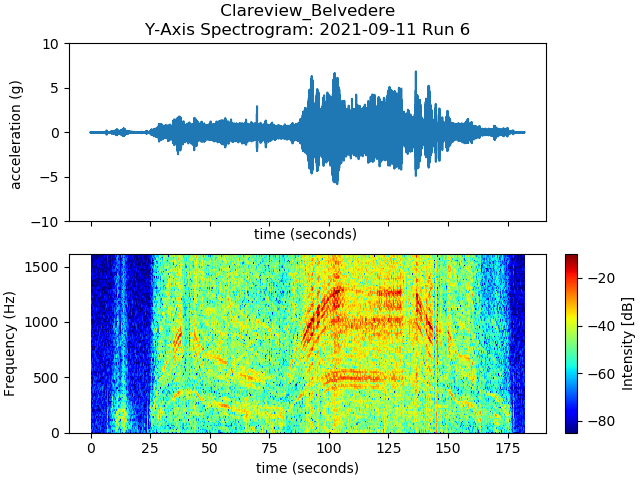 Clareview_Belvedere
Y-Axis Spectrogram: 2021-09-11 Run 6
10
5
0
−5
−10
acceleration (g)
time (seconds)
1500
1000
500
0
Frequency (Hz)
0 25 50 75 100 125 150 175
time (seconds)
−20
−40
−60
−80
Intensity [dB]